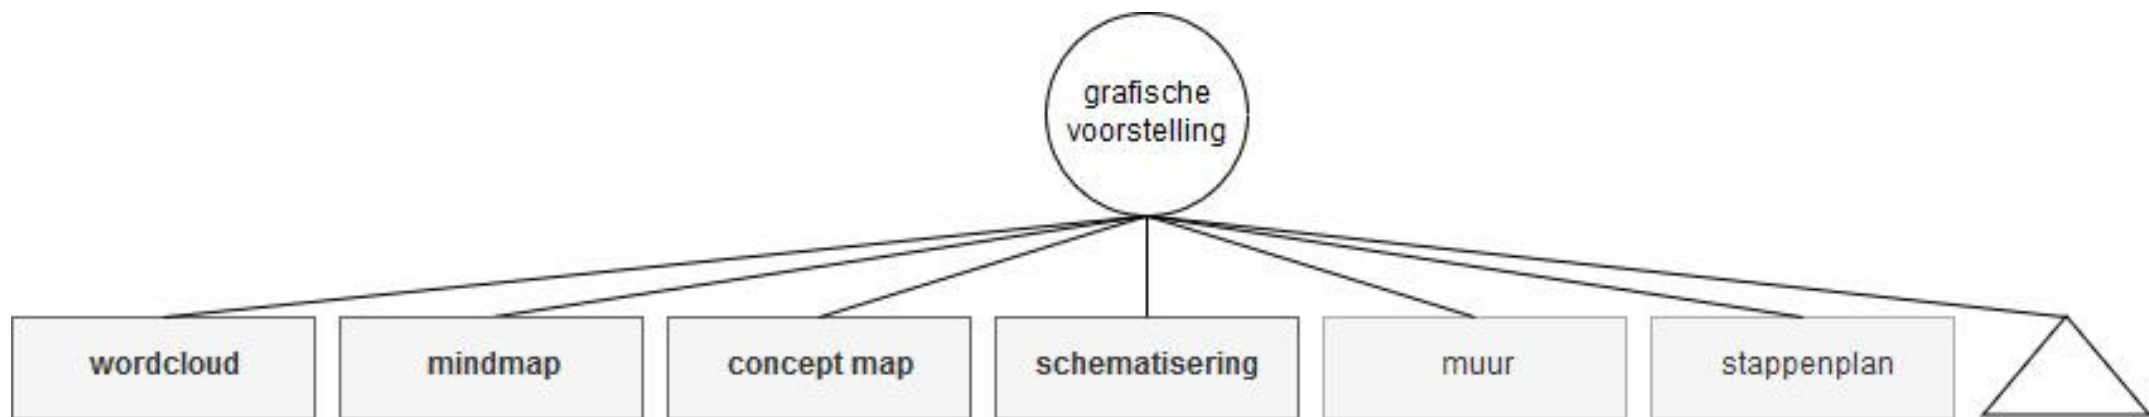 grafische
voorstelling
wordcloud
mindmap
concept map
schematisering
muur
stappenplan